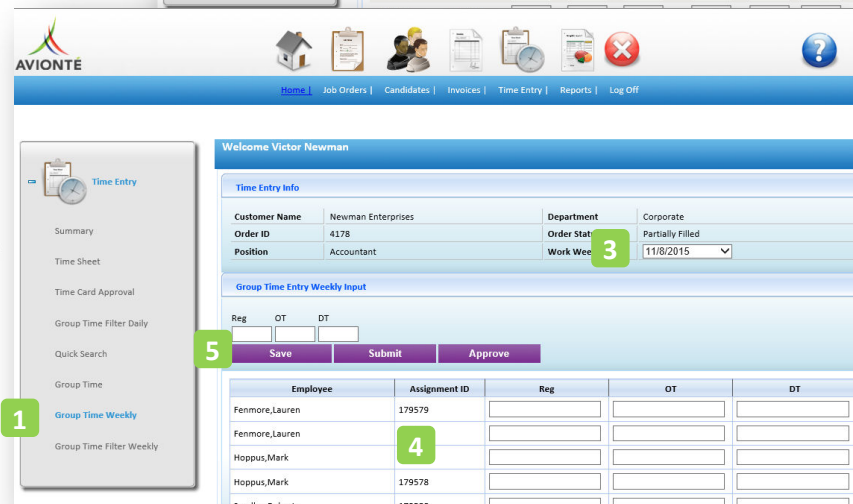 AVIONTÉ
Home | Job Orders | Candidates | Invoices | Time Entry | Reports | Log Off
Welcome Victor Newman
Time Entry
Summary
Time Sheet
Time Card Approval
Group Time Filter Daily
Quick Search
Group Time
1
Group Time Weekly
Group Time Filter Weekly
Time Entry Info
Customer Name Newman Enterprises Department Corporate
Order ID 4178 Order Stat Partially Filled
Position Accountant Work Wee 3 11/8/2015
Group Time Entry Weekly Input
Reg OT DT
5 Save Submit Approve
Employee Assignment ID Reg OT DT
Fenmore,Lauren 179579
Fenmore,Lauren
4
Hoppus,Mark
Hoppus,Mark 179578